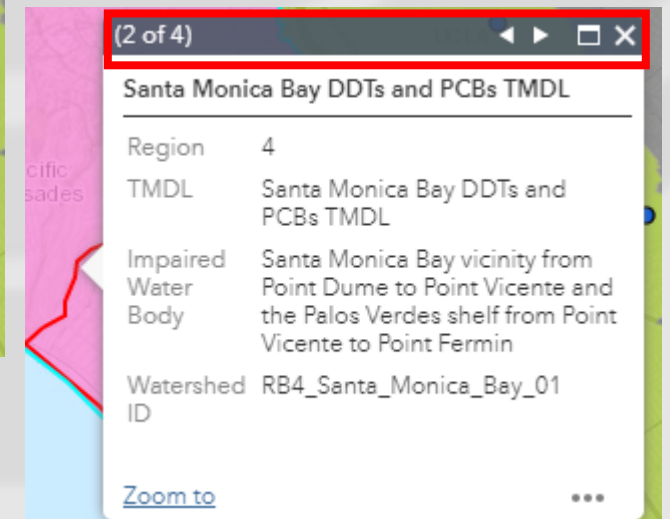 (2 of 4)
Santa Monica Bay DDTs and PCBs TMDL
Region 4
TMDL Santa Monica Bay DDTs and
PCBs TMDL
Impaired Santa Monica Bay vicinity from
Water Point Dume to Point Vicente and
Body the Palos Verdes shelf from Point
Vicente to Point Fermin
Watershed RB4_Santa_Monica_Bay_01
ID
Zoom to
cific
sades